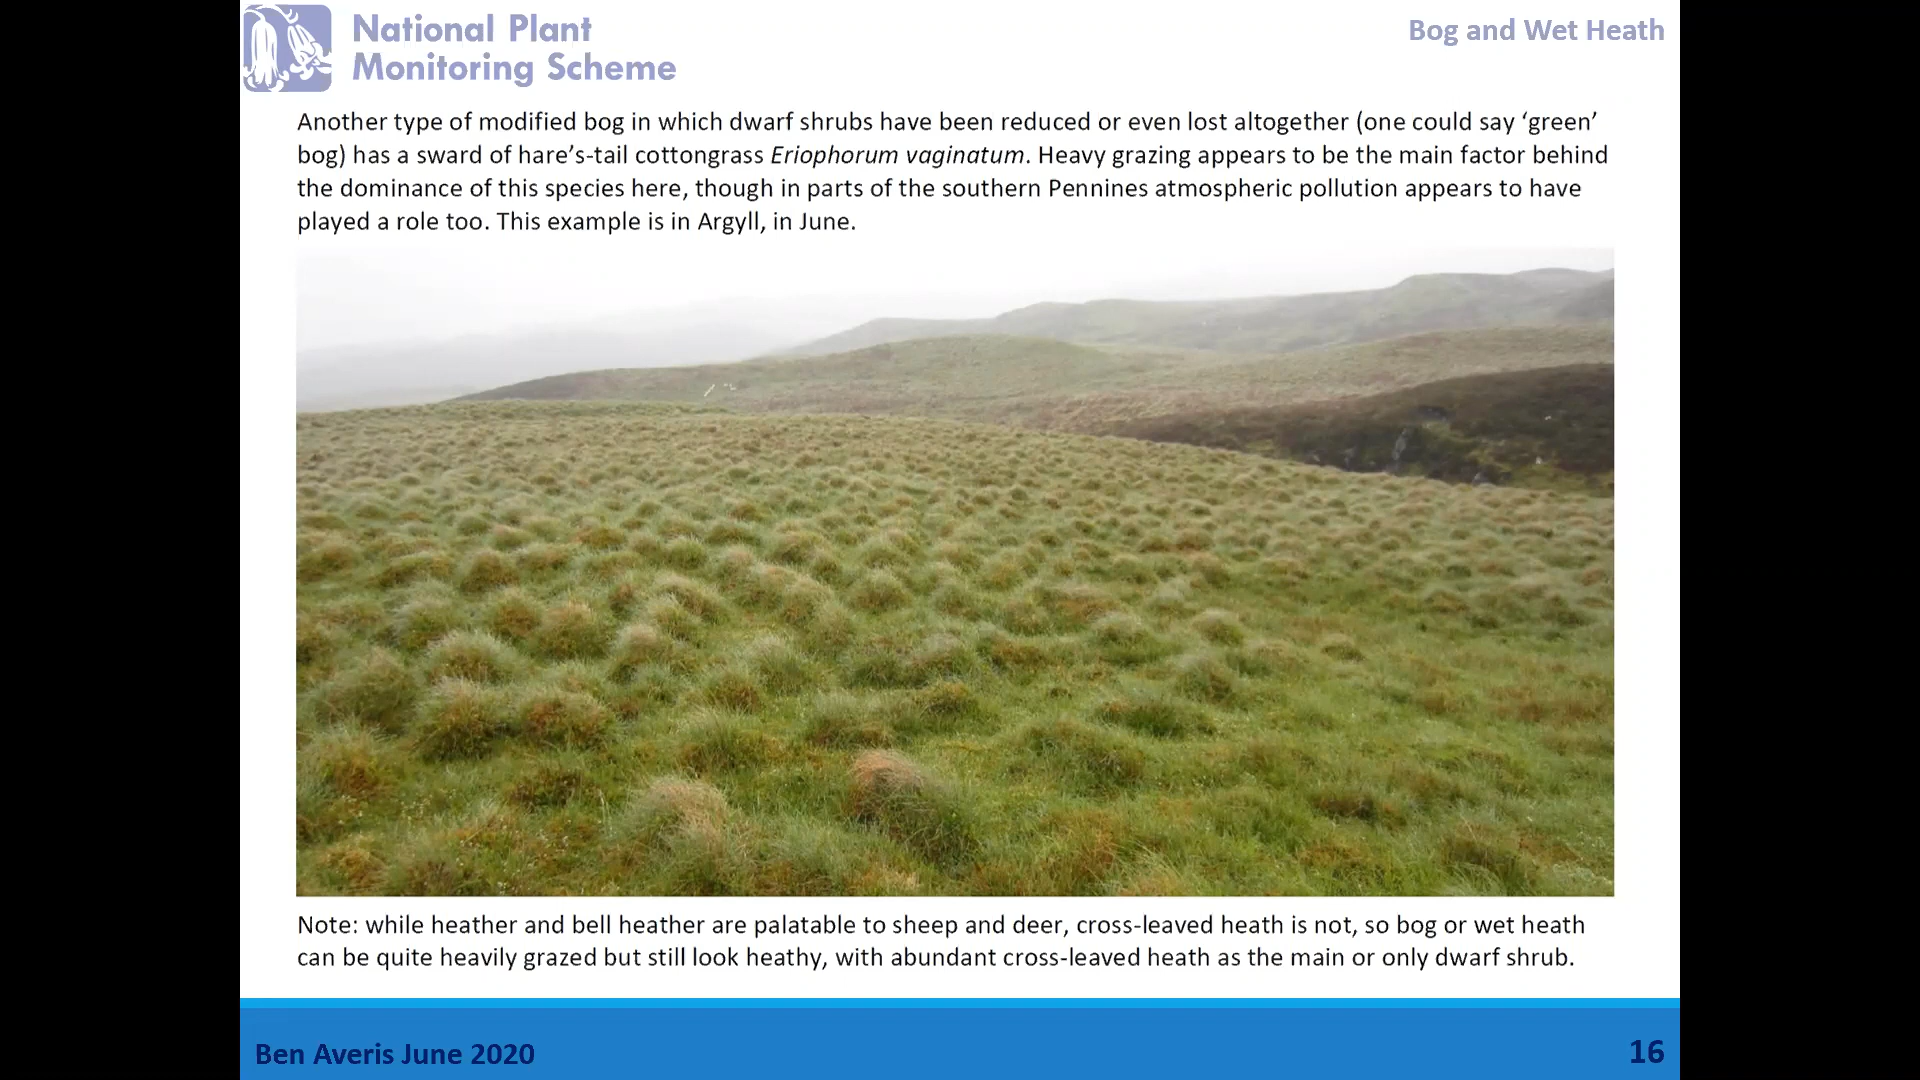 National Plant
Monitoring Scheme
Bog and Wet Heath
Another type of modified bog in which dwarf shrubs have been reduced or even lost altogether (one could say ‘green’
bog) has a sward of hare’s-tail cottongrass Eriophorum vaginatum. Heavy grazing appears to be the main factor behind
the dominance of this species here, though in parts of the southern Pennines atmospheric pollution appears to have
played a role too. This example is in Argyll, in June.
Note: while heather and bell heather are palatable to sheep and deer, cross-leaved heath is not, so bog or wet heath
can be quite heavily grazed but still look heathy, with abundant cross-leaved heath as the main or only dwarf shrub.
Ben Averis June 2020
16